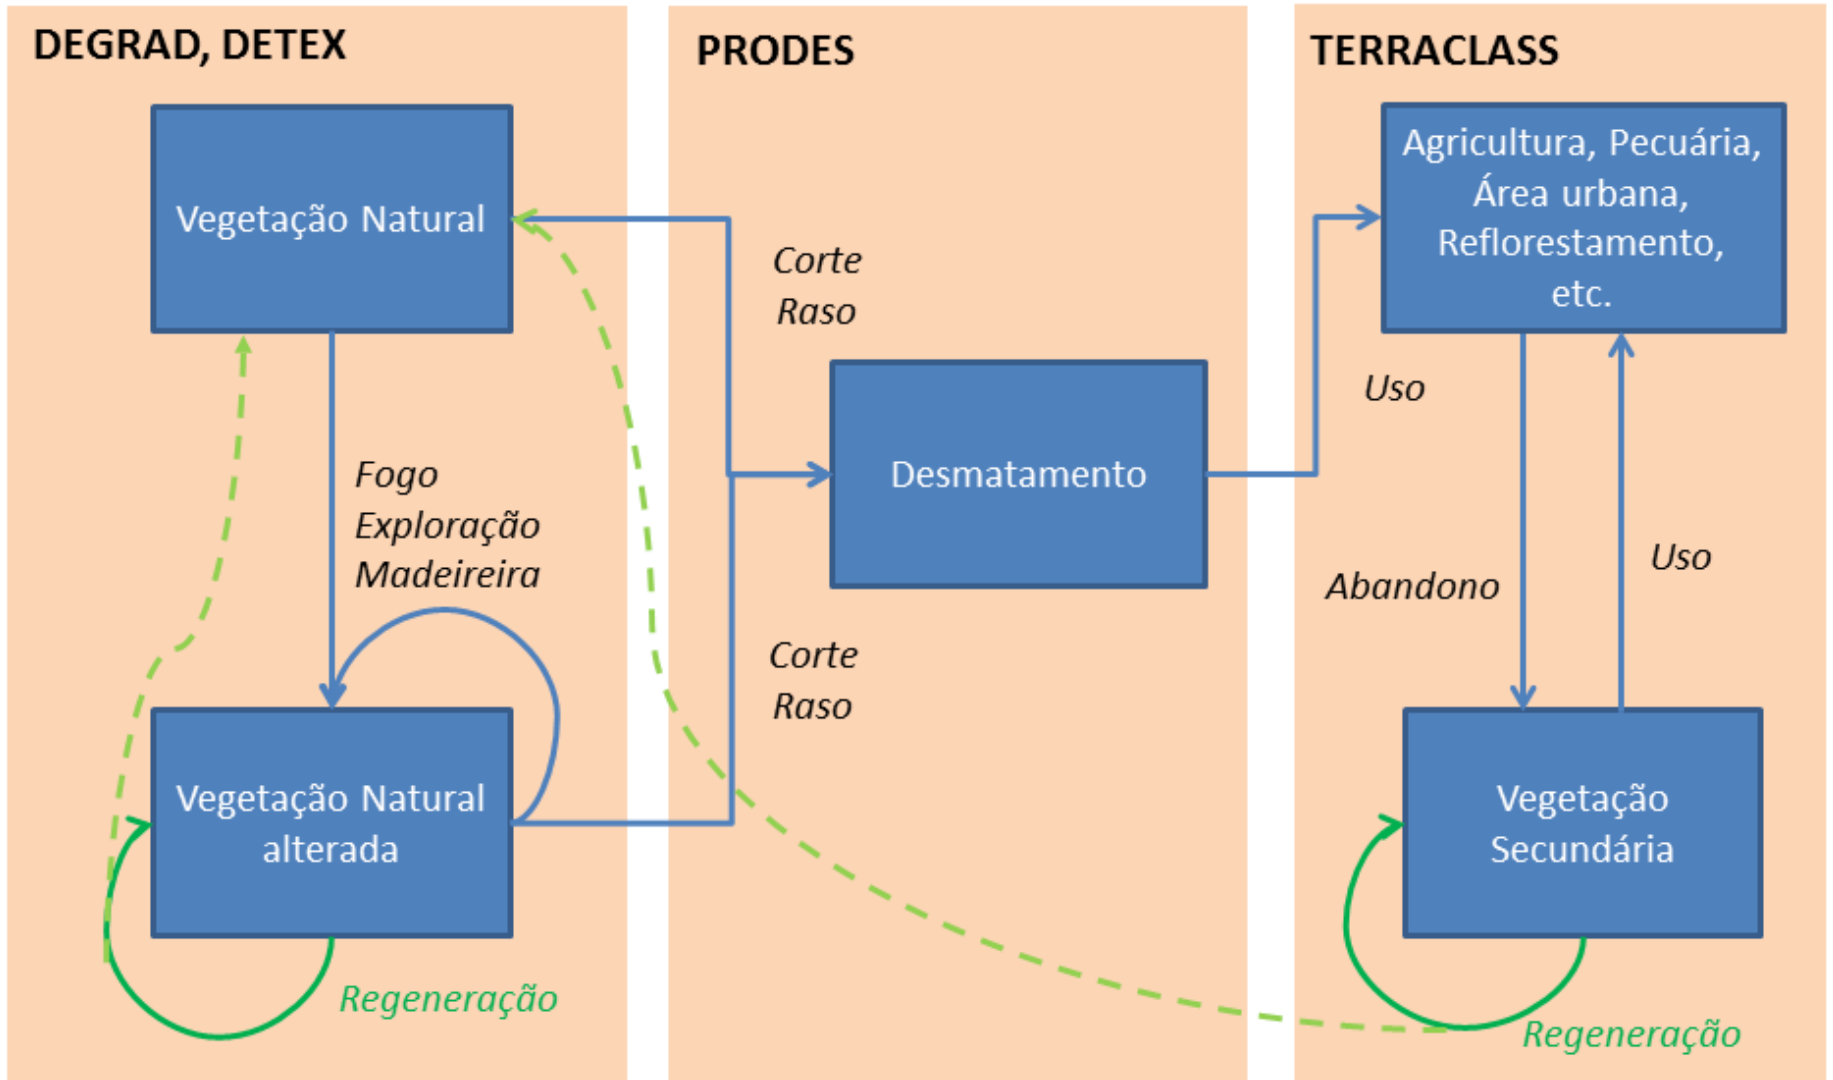 DEGRAD, DETEX
Vegetação Natural
Fogo
Exploração
Madeireira
Vegetação Natural
alterada
Regeneração
PRODES
Corte
Raso
Desmatamento
Corte
Raso
TERRACLASS
Agricultura, Pecuária,
Área urbana,
Reflorestamento,
etc.
Uso
Abandono
Uso
Vegetação
Secundária
Regeneração